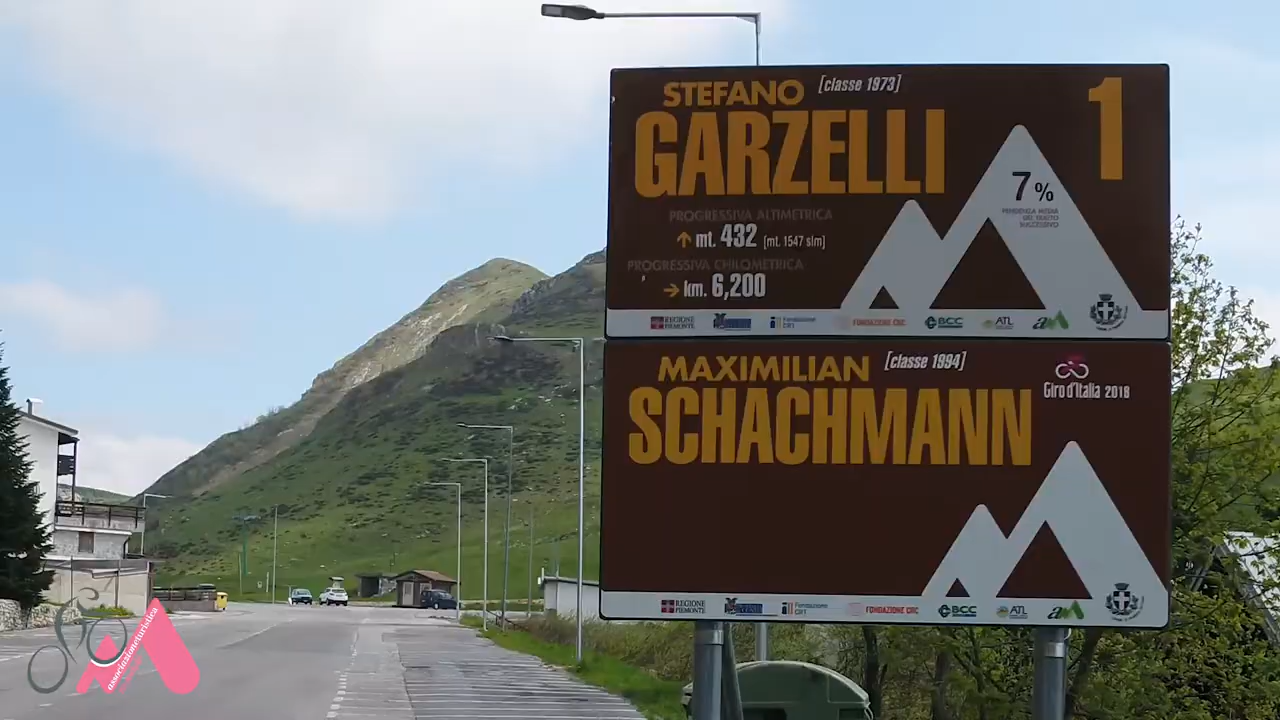 STEFANO [classe 1973]
GARZELLI
1
7%
PENDENZA MEDIA
DEL TRATTO
SUCCESSIVO
PROGRESSIVA ALTIMETRICA
mt. 432 [mt. 1547 slm]
PROGRESSIVA CHILOMETRICA
km. 6,200
REGIONE PIEMONTE
Fondazione CRT
FONDAZIONE CRC
BCC
ATL
MAXIMILIAN [classe 1994]
SCHACHMANN
Giro d'Italia 2018
REGIONE PIEMONTE
Fondazione CRT
FONDAZIONE CRC
BCC
ATL
associazioneturistica